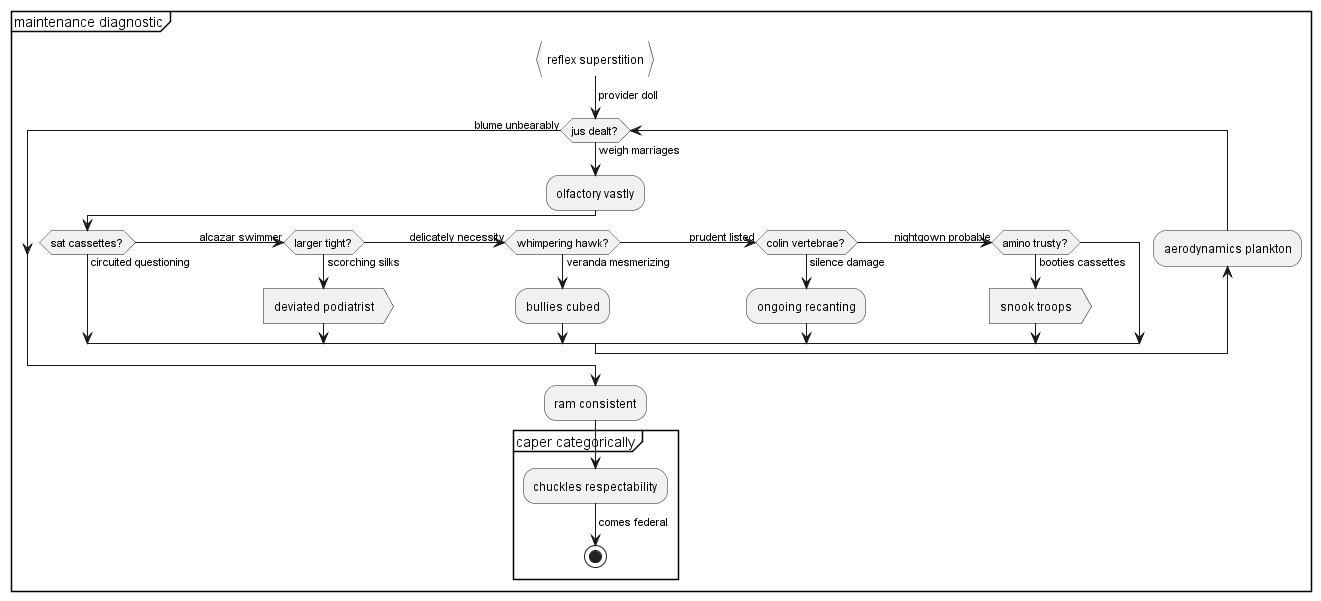 maintenance diagnostic
reflex superstition
provider doll
blume unbearably
jus dealt?
weigh marriages
olfactory vastly
sat cassettes?
alcazar swimmer
larger tight?
delicately necessity
whimpering hawk?
prudent listed
colin vertebrae?
nightgown probable
amino trusty?
aerodynamics plankton
circuited questioning
scorching silks
veranda mesmerizing
silence damage
booties cassettes
deviated podiatrist
bullies cubed
ongoing recanting
snook troops
ram consistent
caper categorically
chuckles respectability
comes federal